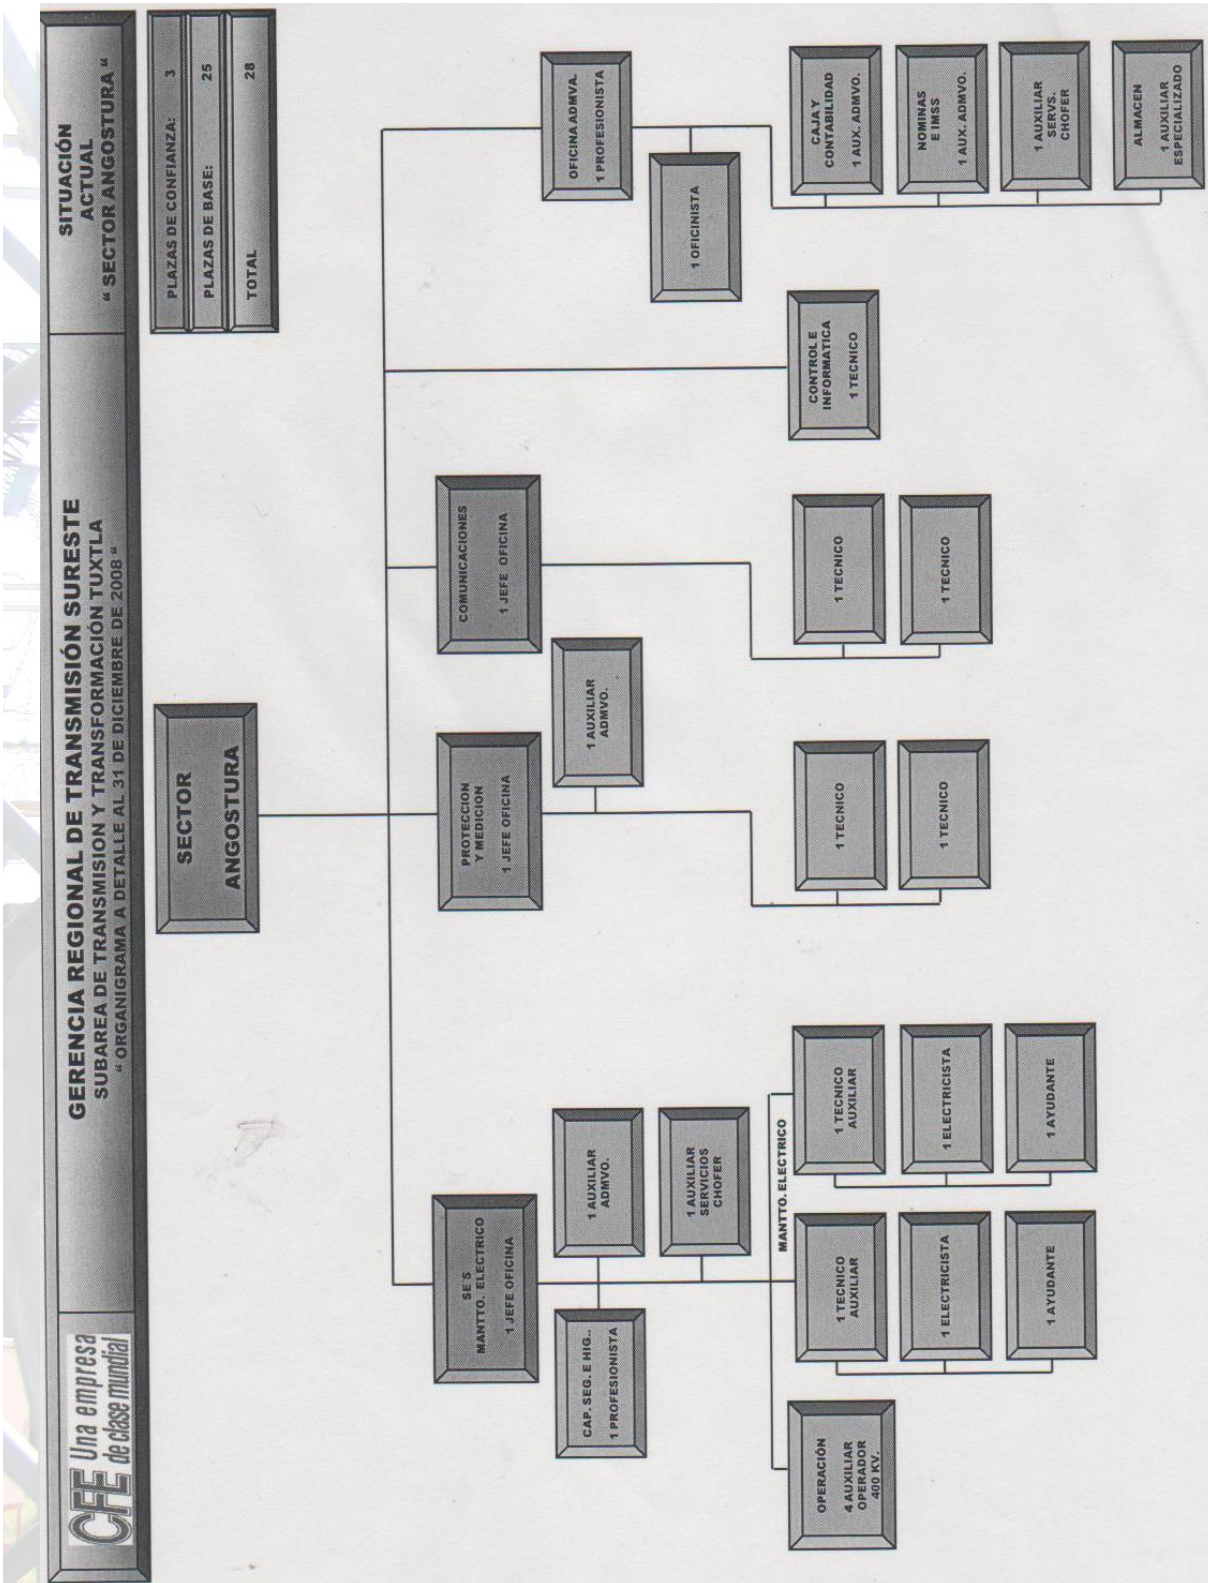 CFE Una empresa
de clase mundial
GERENCIA REGIONAL DE TRANSMISIÓN SURESTE
SUBAREA DE TRANSMISION Y TRANSFORMACIÓN TUXTLA
“ ORGANIGRAMA A DETALLE AL 31 DE DICIEMBRE DE 2008 “
SITUACIÓN
ACTUAL
“ SECTOR ANGOSTURA “
PLAZAS DE CONFIANZA: 3
PLAZAS DE BASE: 25
TOTAL 28
SECTOR
ANGOSTURA
SE´S
MANTTO. ELECTRICO
1 JEFE OFICINA
PROTECCION
Y MEDICION
1 JEFE OFICINA
COMUNICACIONES
1 JEFE OFICINA
OFICINA ADMVA.
1 PROFESIONISTA
CAP. SEG. E HIG..
1 PROFESIONISTA
1 AUXILIAR
ADMVO.
1 AUXILIAR
SERVICIOS
CHOFER
1 AUXILIAR
ADMVO.
1 OFICINISTA
MANTTO. ELECTRICO
OPERACIÓN
4 AUXILIAR
OPERADOR
400 KV.
1 TECNICO
AUXILIAR
1 ELECTRICISTA
1 AYUDANTE
1 TECNICO
AUXILIAR
1 ELECTRICISTA
1 AYUDANTE
1 TECNICO
1 TECNICO
1 TECNICO
1 TECNICO
CONTROL E
INFORMATICA
1 TECNICO
CAJA Y
CONTABILIDAD
1 AUX. ADMVO.
NOMINAS
E IMSS
1 AUX. ADMVO.
1 AUXILIAR
SERVS.
CHOFER
ALMACEN
1 AUXILIAR
ESPECIALIZADO